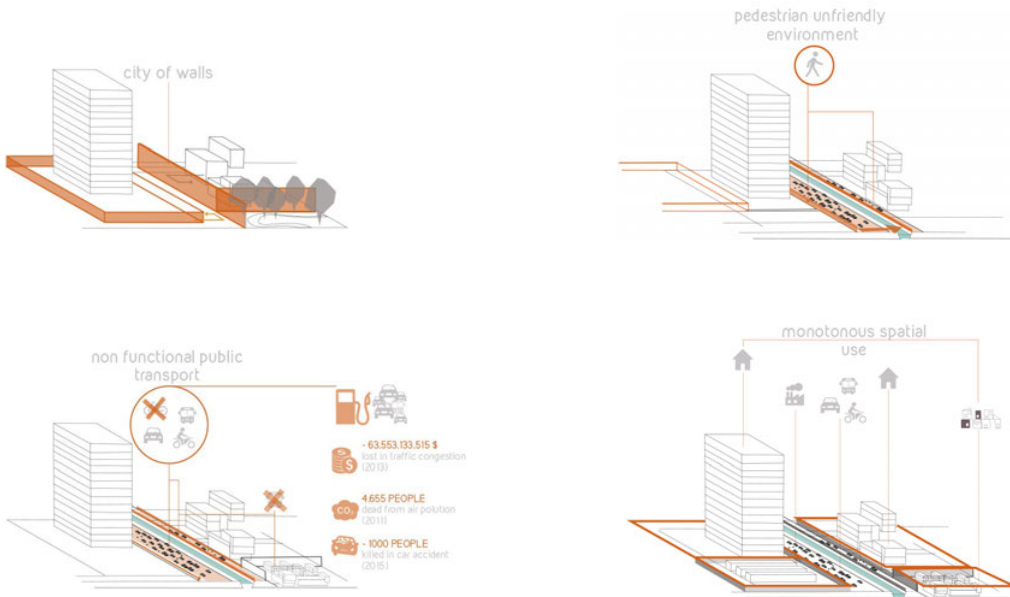 city of walls
pedestrian unfriendly
environment
non functional public
transport
- 63.553.133.515 $
lost in traffic congestion
(2013)
CO₂
4.655 PEOPLE
dead from air polution
(2011)
- 1000 PEOPLE
killed in car accident
(2015)
monotonous spatial
use